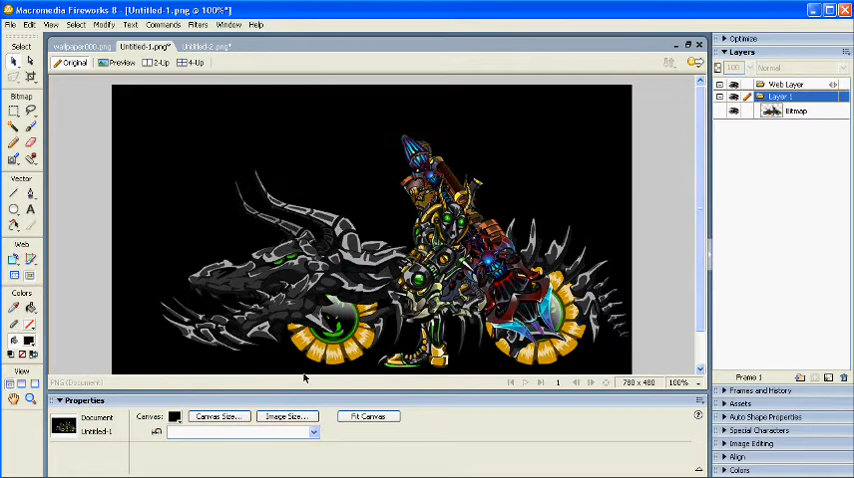 Macromedia Fireworks 8 - [Untitled-1.png @ 100%*]
File Edit View Select Modify Text Commands Filters Window Help
wallpaper000.png Untitled-1.png* Untitled-2.png*
Original Preview 2-Up 4-Up
Select
Bitmap
Vector
Web
Colors
View
Optimize
Layers
100 Normal
Web Layer
Layer 1
Bitmap
Frame 1
Frames and History
Assets
Auto Shape Properties
Special Characters
Image Editing
Align
Colors
PNG (Document) 1 780 x 480 100%
Properties
Document Canvas: Canvas Size... Image Size... Fit Canvas
Untitled-1